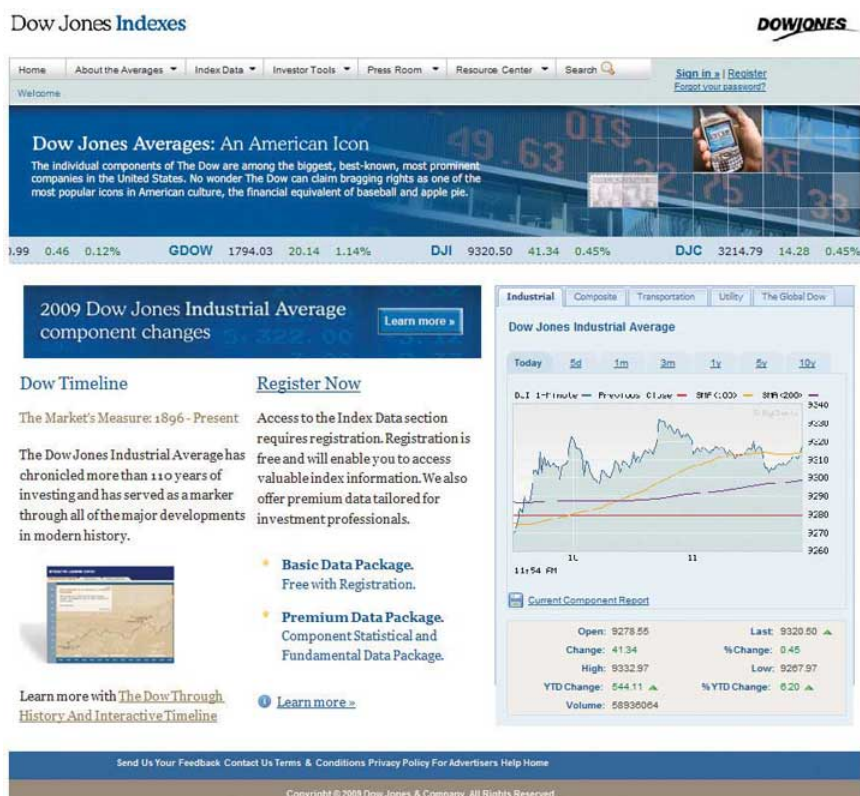 Dow Jones Indexes
DOWJONES
Home About the Averages Index Data Investor Tools Press Room Resource Center Search
Sign in » | Register
Forgot your password?
Welcome
Dow Jones Averages: An American Icon
The individual components of The Dow are among the biggest, best-known, most prominent
companies in the United States. No wonder The Dow can claim bragging rights as one of the
most popular icons in American culture, the financial equivalent of baseball and apple pie.
0.46 0.12% GDOW 1794.03 20.14 1.14% DJI 9320.50 41.34 0.45% DJC 3214.79 14.28 0.45%
2009 Dow Jones Industrial Average
component changes
Learn more »
Dow Timeline
The Market's Measure: 1896 - Present
The Dow Jones Industrial Average has
chronicled more than 110 years of
investing and has served as a marker
through all of the major developments
in modern history.
Learn more with The Dow Through
History And Interactive Timeline
Register Now
Access to the Index Data section
requires registration. Registration is
free and will enable you to access
valuable index information. We also
offer premium data tailored for
investment professionals.
Basic Data Package.
Free with Registration.
Premium Data Package.
Component Statistical and
Fundamental Data Package.
Learn more »
Industrial Composite Transportation Utility The Global Dow
Dow Jones Industrial Average
Today 5d 1m 3m 1y 5y 10y
DJI 1-Minute Previous Close SMA(100) SMA(200)
9340
9330
9320
9310
9300
9290
9280
9270
9260
10 11
11:54 AM
Current Component Report
Open: 9278.55 Last: 9320.50
Change: 41.34 %Change: 0.45
High: 9332.97 Low: 9267.97
YTD Change: 544.11 %YTD Change: 6.20
Volume: 58936064
Send Us Your Feedback Contact Us Terms & Conditions Privacy Policy For Advertisers Help Home
Copyright © 2009 Dow Jones & Company. All Rights Reserved